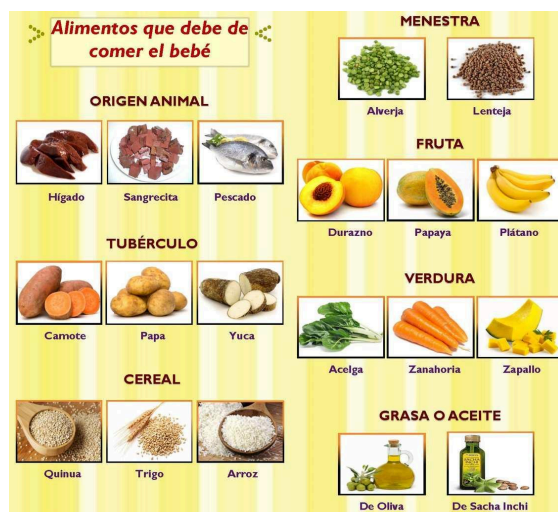 Alimentos que debe de
comer el bebé
ORIGEN ANIMAL
Hígado
Sangrecita
Pescado
TUBÉRCULO
Camote
Papa
Yuca
CEREAL
Quinua
Trigo
Arroz
MENESTRA
Alverja
Lenteja
FRUTA
Durazno
Papaya
Plátano
VERDURA
Acelga
Zanahoria
Zapallo
GRASA O ACEITE
De Oliva
De Sacha Inchi
SACHA
INCHI